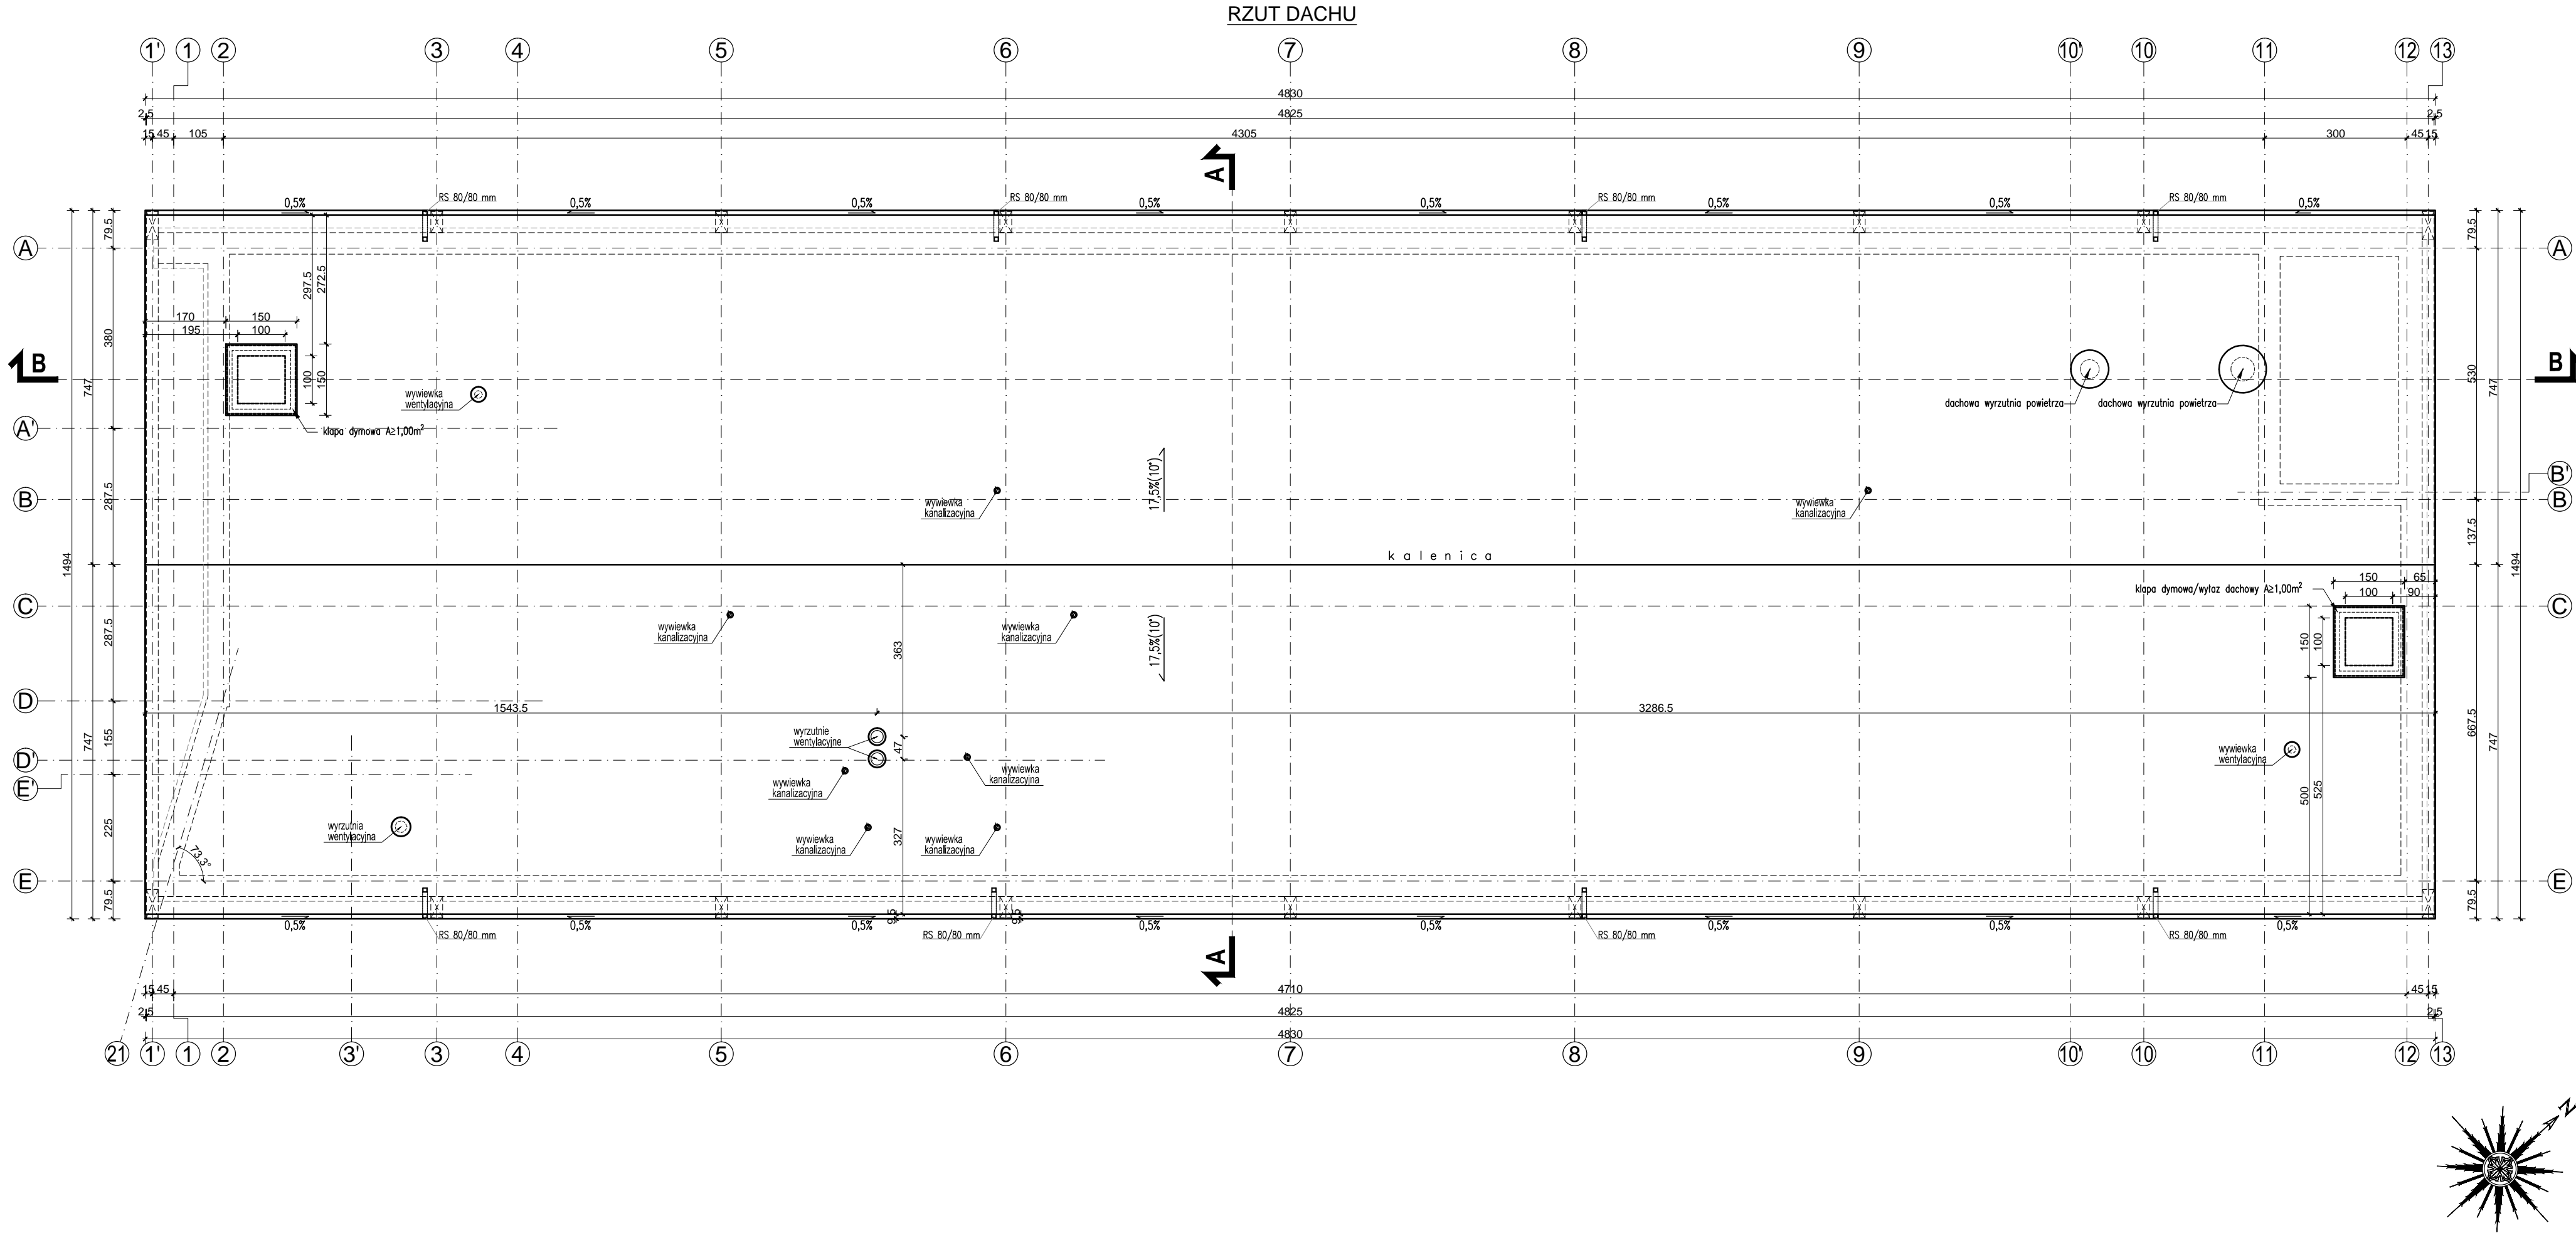 RZUT DACHU
1' 1 2 3 4 5 6 7 8 9 10' 10 11 12 13
4830
2,5 4825 2,5
15 45 105 4305 300 45 15
A
RS 80/80 mm RS 80/80 mm RS 80/80 mm RS 80/80 mm
0,5% 0,5% 0,5% 0,5% 0,5% 0,5% 0,5% 0,5%
79.5 79.5
A A
297.5 272.5
170 150
195 100
380
B B
747 100 150 530 747
wywiewka
wentylacyjna
dachowa wyrzutnia powietrza dachowa wyrzutnia powietrza
A' klapa dymowa A≥1,00m²
17,5%(10°)
B'
B B
287.5
wywiewka
kanalizacyjna
wywiewka
kanalizacyjna
137.5
kalenica
1494 1494
klapa dymowa/wyłaz dachowy A≥1,00m²
150 65
100 90
C C
287.5
wywiewka
kanalizacyjna
wywiewka
kanalizacyjna
363
17,5%(10°)
150 100
D
1543.5 3286.5
747 155 667.5 747
wyrzutnie
wentylacyjne
47
D'
wywiewka
wentylacyjna
E'
wywiewka
kanalizacyjna
wywiewka
kanalizacyjna
500 525
225
wyrzutnia
wentylacyjna
327
wywiewka
kanalizacyjna
wywiewka
kanalizacyjna
73.3°
E E
79.5 79.5
0,5% 0,5% 0,5% 0,5% 0,5% 0,5% 0,5% 0,5%
RS 80/80 mm RS 80/80 mm RS 80/80 mm RS 80/80 mm
A
15 45 4710 45 15
2,5 4825 2,5
4830
21 1' 1 2 3' 3 4 5 6 7 8 9 10' 10 11 12 13
N